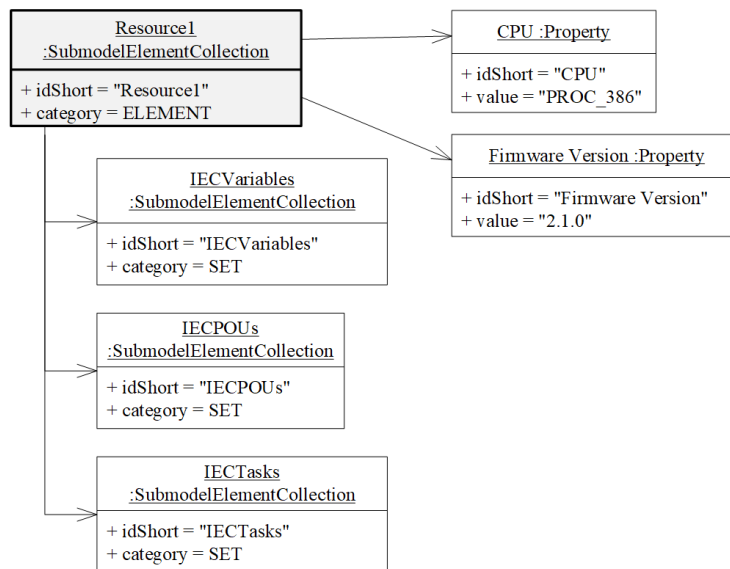 Resource1
:SubmodelElementCollection
+ idShort = "Resource1"
+ category = ELEMENT
CPU :Property
+ idShort = "CPU"
+ value = "PROC_386"
Firmware Version :Property
+ idShort = "Firmware Version"
+ value = "2.1.0"
IECVariables
:SubmodelElementCollection
+ idShort = "IECVariables"
+ category = SET
IECPOUs
:SubmodelElementCollection
+ idShort = "IECPOUs"
+ category = SET
IECTasks
:SubmodelElementCollection
+ idShort = "IECTasks"
+ category = SET